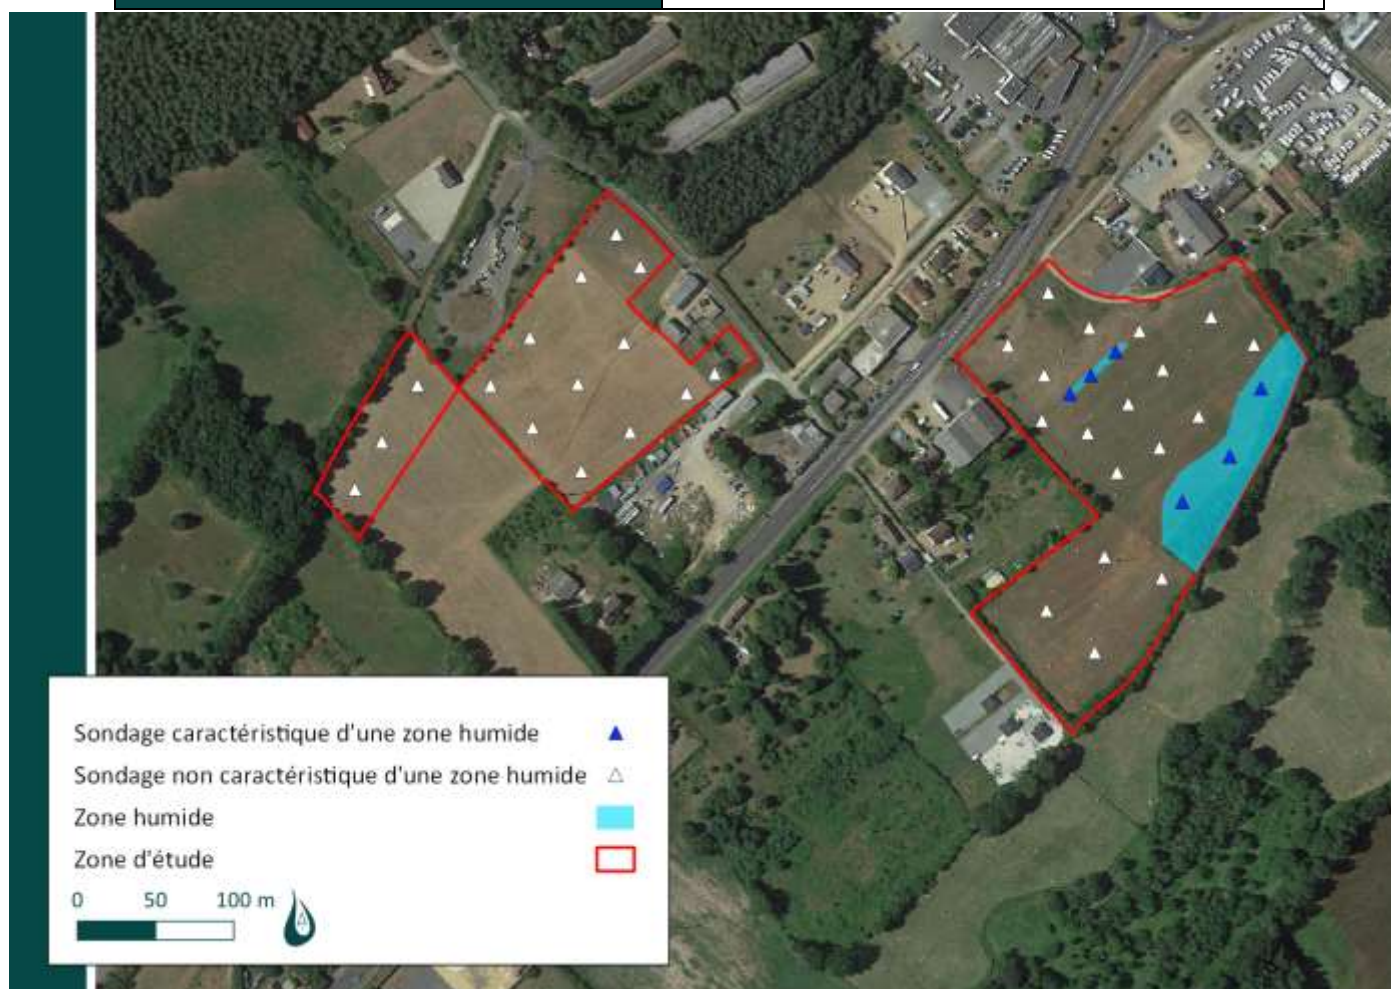 Sondage caractéristique d'une zone humide
Sondage non caractéristique d'une zone humide
Zone humide
Zone d'étude
0 50 100 m